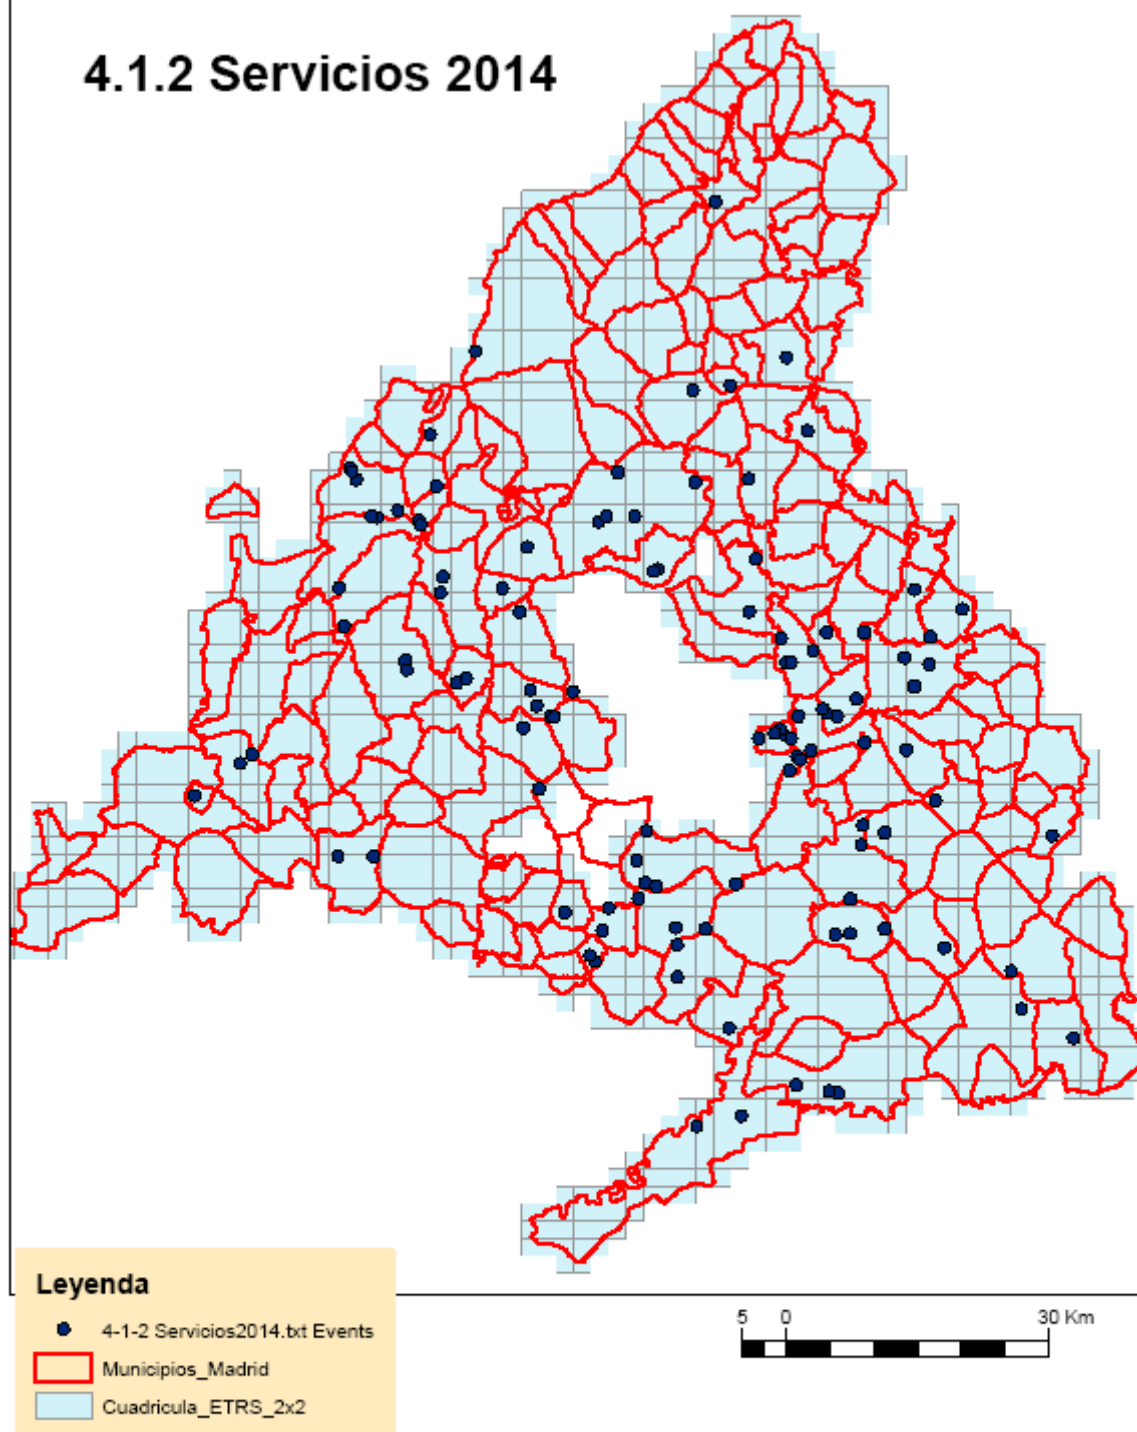 4.1.2 Servicios 2014
Leyenda
4-1-2 Servicios2014.txt Events
Municipios_Madrid
Cuadricula_ETRS_2x2
5 0 30 Km